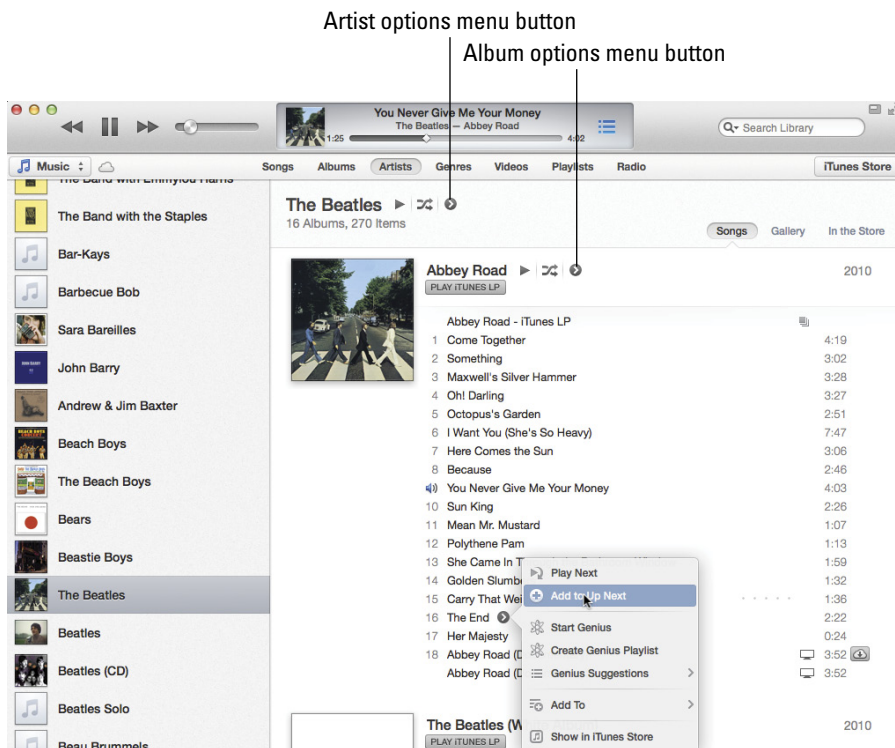 Artist options menu button
Album options menu button
You Never Give Me Your Money
The Beatles — Abbey Road
1:25 4:02
Search Library
Music
Songs Albums Artists Genres Videos Playlists Radio
iTunes Store
The Band with Emmylou Harris
The Band with the Staples
Bar-Kays
Barbecue Bob
Sara Bareilles
John Barry
Andrew & Jim Baxter
Beach Boys
The Beach Boys
Bears
Beastie Boys
The Beatles
Beatles
Beatles (CD)
Beatles Solo
Beau Brummels
The Beatles
16 Albums, 270 Items
Songs Gallery In the Store
Abbey Road 2010
PLAY iTUNES LP
Abbey Road - iTunes LP
1 Come Together 4:19
2 Something 3:02
3 Maxwell's Silver Hammer 3:28
4 Oh! Darling 3:27
5 Octopus's Garden 2:51
6 I Want You (She's So Heavy) 7:47
7 Here Comes the Sun 3:06
8 Because 2:46
You Never Give Me Your Money 4:03
10 Sun King 2:26
11 Mean Mr. Mustard 1:07
12 Polythene Pam 1:13
13 She Came In T 1:59
14 Golden Slumbe 1:32
15 Carry That Wei 1:36
16 The End 2:22
17 Her Majesty 0:24
18 Abbey Road (D 3:52
Abbey Road (D 3:52
Play Next
Add to Up Next
Start Genius
Create Genius Playlist
Genius Suggestions
Add To
Show in iTunes Store
The Beatles (W 2010
PLAY iTUNES LP